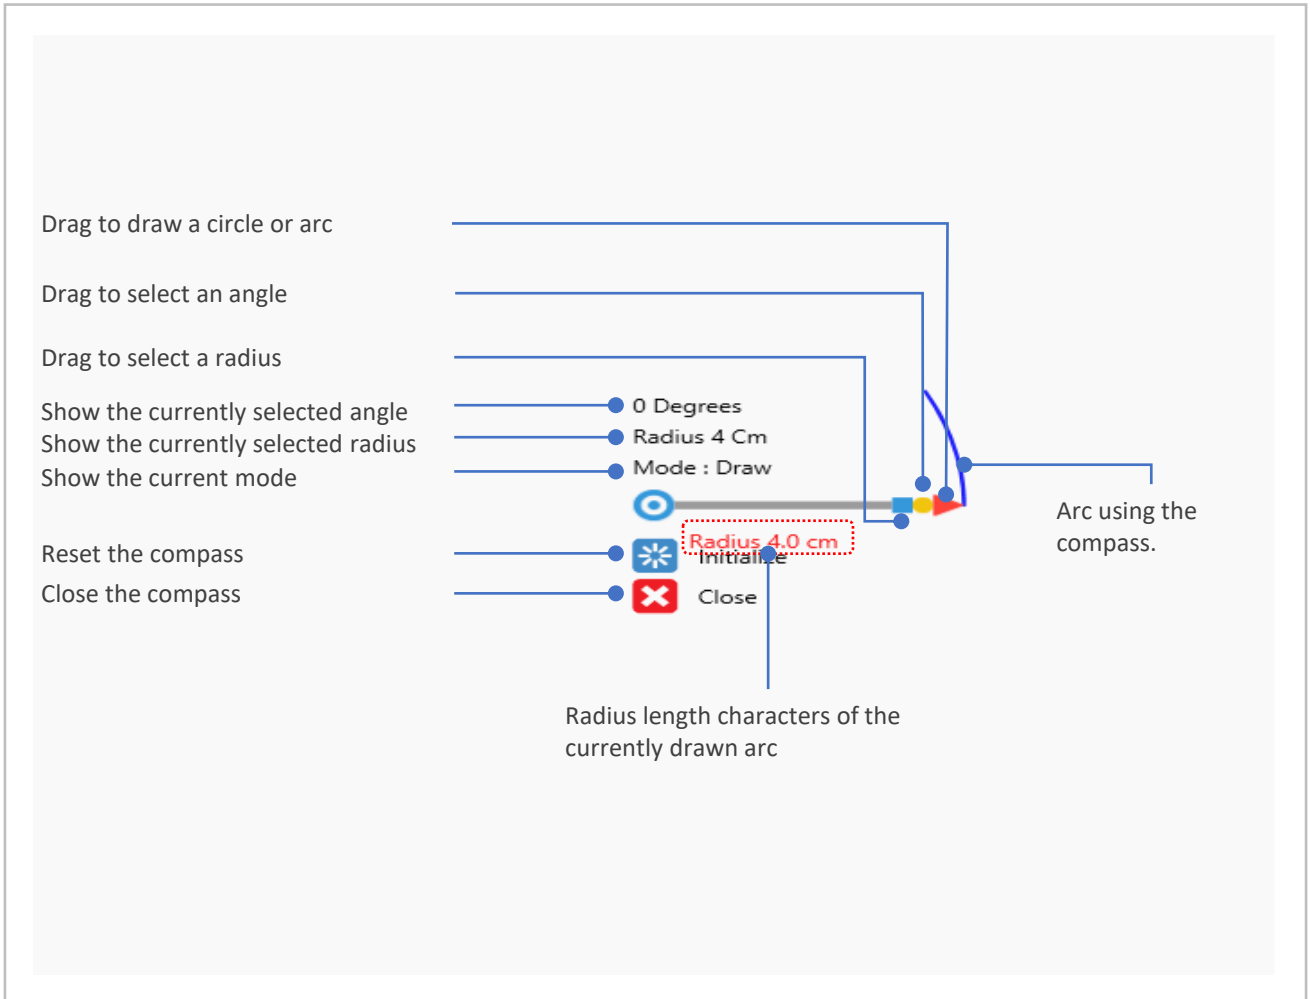 Drag to draw a circle or arc
Drag to select an angle
Drag to select a radius
Show the currently selected angle
0 Degrees
Show the currently selected radius
Radius 4 Cm
Show the current mode
Mode : Draw
Arc using the
compass.
Radius 4.0 cm
Reset the compass
Initialize
Close the compass
Close
Radius length characters of the
currently drawn arc